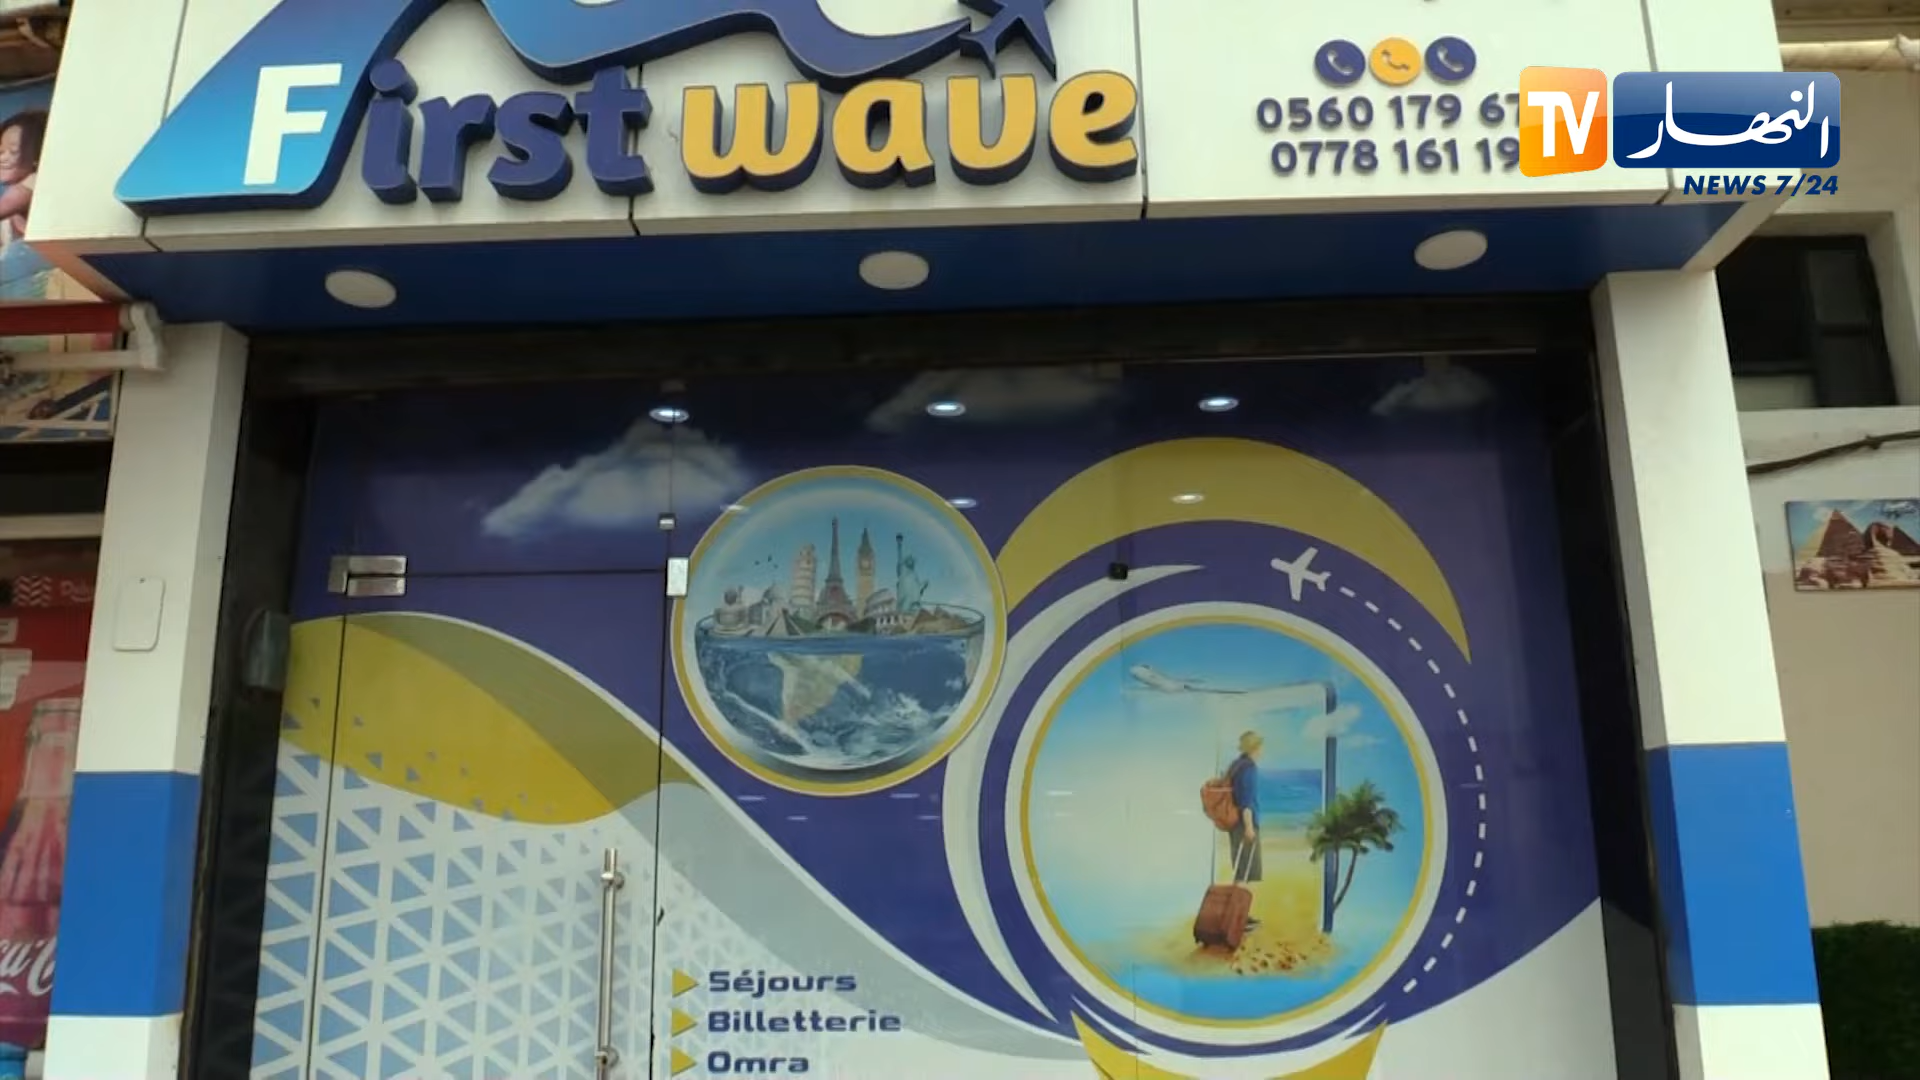 First wave
0560 179 67
0778 161 19
TV النهار
NEWS 7/24
Séjours
Billetterie
Omra